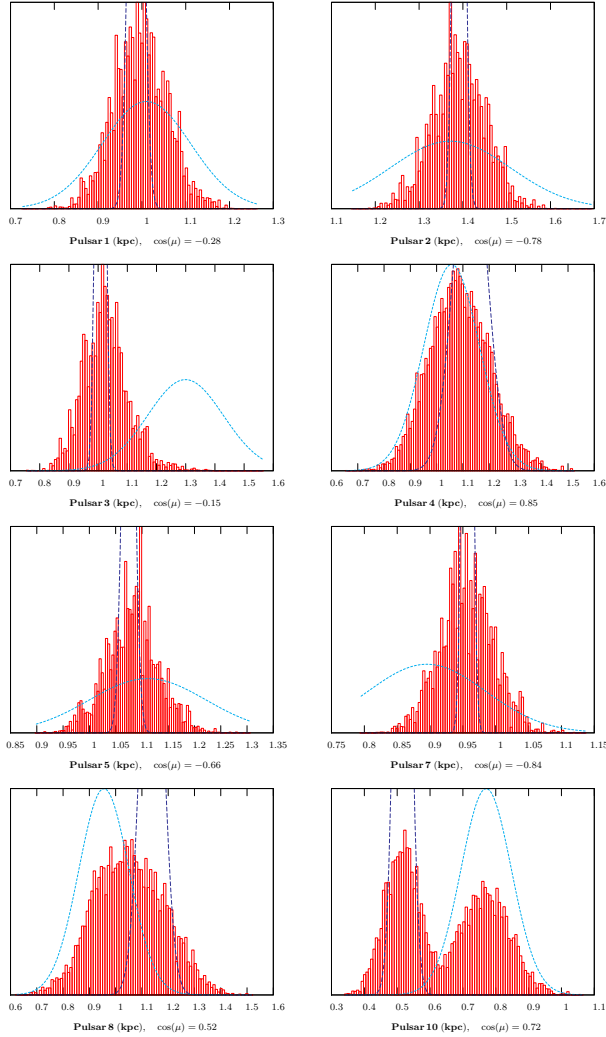 0.7 0.8 0.9 1 1.1 1.2 1.3
Pulsar 1 (kpc), cos(μ) = −0.28
1.1 1.2 1.3 1.4 1.5 1.6 1.7
Pulsar 2 (kpc), cos(μ) = −0.78
0.7 0.8 0.9 1 1.1 1.2 1.3 1.4 1.5 1.6
Pulsar 3 (kpc), cos(μ) = −0.15
0.6 0.7 0.8 0.9 1 1.1 1.2 1.3 1.4 1.5 1.6
Pulsar 4 (kpc), cos(μ) = 0.85
0.85 0.9 0.95 1 1.05 1.1 1.15 1.2 1.25 1.3 1.35
Pulsar 5 (kpc), cos(μ) = −0.66
0.75 0.8 0.85 0.9 0.95 1 1.05 1.1 1.15
Pulsar 7 (kpc), cos(μ) = −0.84
0.6 0.7 0.8 0.9 1 1.1 1.2 1.3 1.4 1.5 1.6
Pulsar 8 (kpc), cos(μ) = 0.52
0.3 0.4 0.5 0.6 0.7 0.8 0.9 1 1.1
Pulsar 10 (kpc), cos(μ) = 0.72